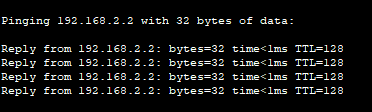 Pinging 192.168.2.2 with 32 bytes of data:
Reply from 192.168.2.2: bytes=32 time<1ms TTL=128
Reply from 192.168.2.2: bytes=32 time<1ms TTL=128
Reply from 192.168.2.2: bytes=32 time<1ms TTL=128
Reply from 192.168.2.2: bytes=32 time<1ms TTL=128